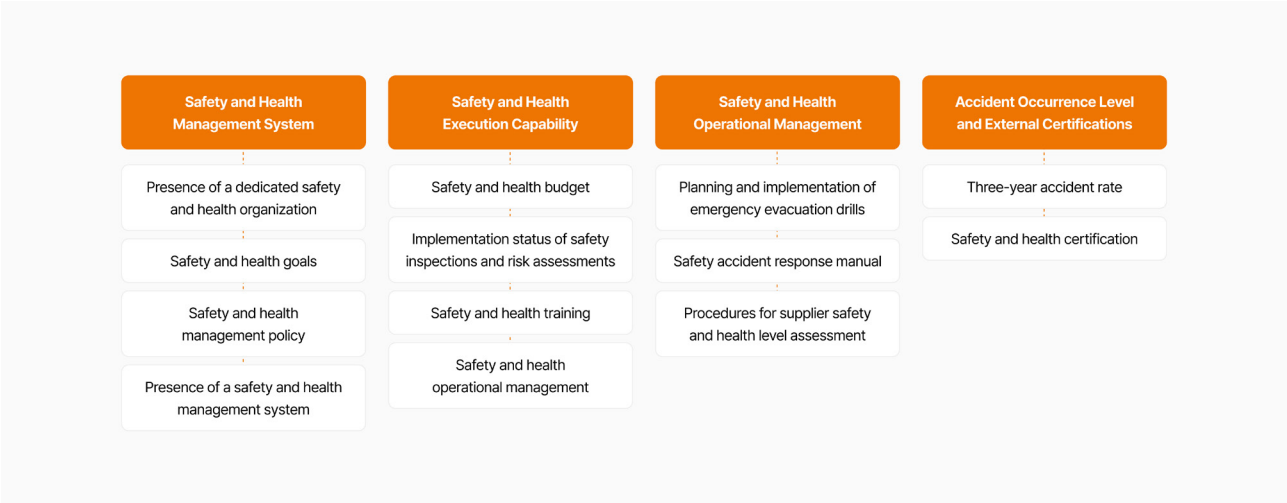 Safety and Health
Management System
Presence of a dedicated safety
and health organization
Safety and health goals
Safety and health
management policy
Presence of a safety and health
management system
Safety and Health
Execution Capability
Safety and health budget
Implementation status of safety
inspections and risk assessments
Safety and health training
Safety and health
operational management
Safety and Health
Operational Management
Planning and implementation of
emergency evacuation drills
Safety accident response manual
Procedures for supplier safety
and health level assessment
Accident Occurrence Level
and External Certifications
Three-year accident rate
Safety and health certification